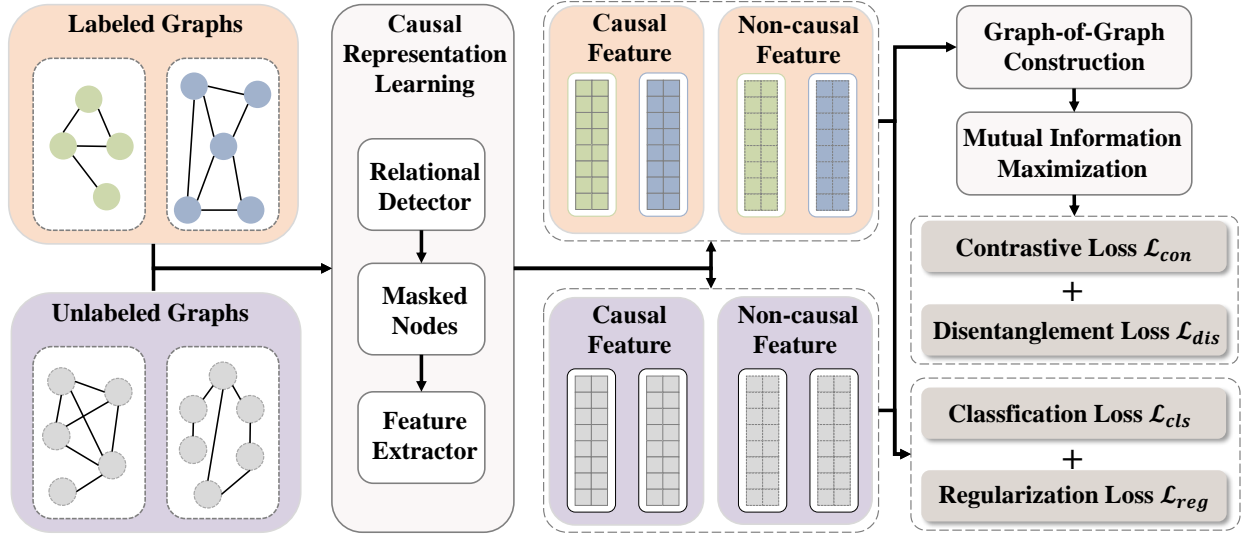 Labeled Graphs
Unlabeled Graphs
Causal
Representation
Learning
Relational
Detector
Masked
Nodes
Feature
Extractor
Causal
Feature
Non-causal
Feature
Causal
Feature
Non-causal
Feature
Graph-of-Graph
Construction
Mutual Information
Maximization
Contrastive Loss ℒcon
+
Disentanglement Loss ℒdis
Classfication Loss ℒcls
+
Regularization Loss ℒreg